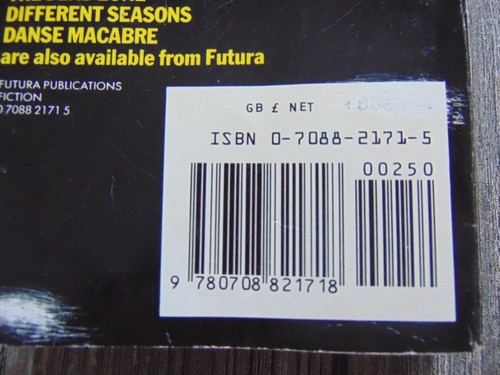 DIFFERENT SEASONS
DANSE MACABRE
are also available from Futura
FUTURA PUBLICATIONS
FICTION
0 7088 2171 5
GB £ NET
ISBN 0-7088-2171-5
00250
9 780708 821718